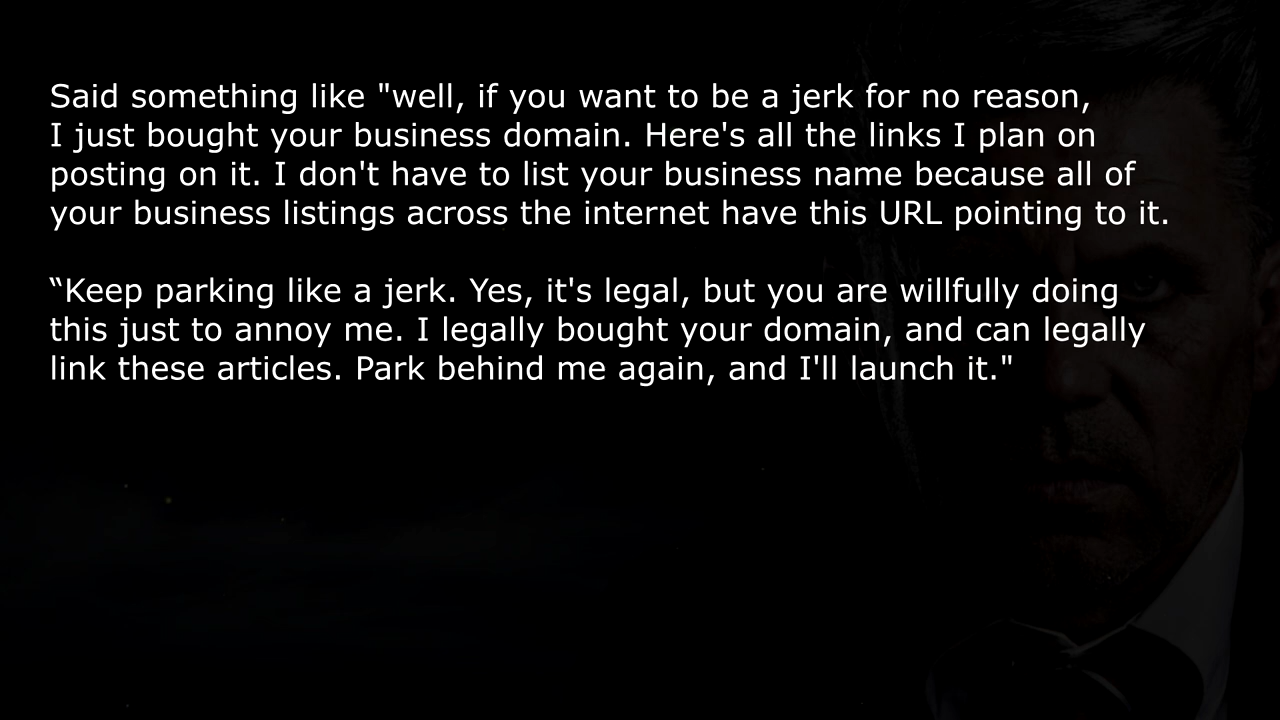 Said something like "well, if you want to be a jerk for no reason,
I just bought your business domain. Here's all the links I plan on
posting on it. I don't have to list your business name because all of
your business listings across the internet have this URL pointing to it.
“Keep parking like a jerk. Yes, it's legal, but you are willfully doing
this just to annoy me. I legally bought your domain, and can legally
link these articles. Park behind me again, and I'll launch it."